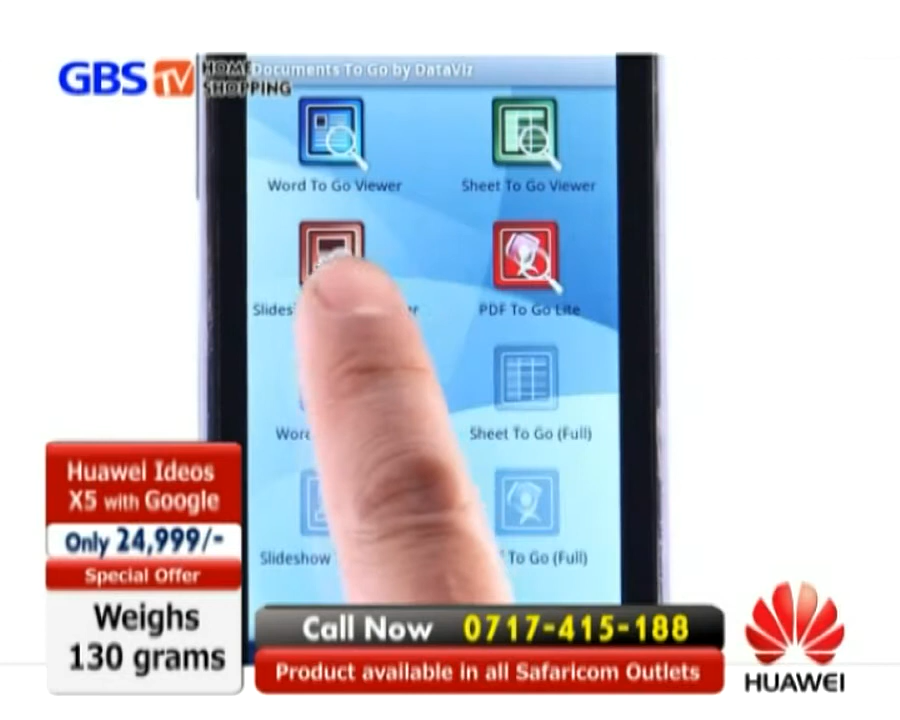 GBS TV HOME
SHOPPING
Documents To Go by DataViz
Word To Go Viewer
Sheet To Go Viewer
PDF To Go Lite
Sheet To Go (Full)
Slideshow
To Go (Full)
Huawei Ideos
X5 with Google
Only 24,999/-
Special Offer
Weighs
130 grams
Call Now 0717-415-188
Product available in all Safaricom Outlets
HUAWEI